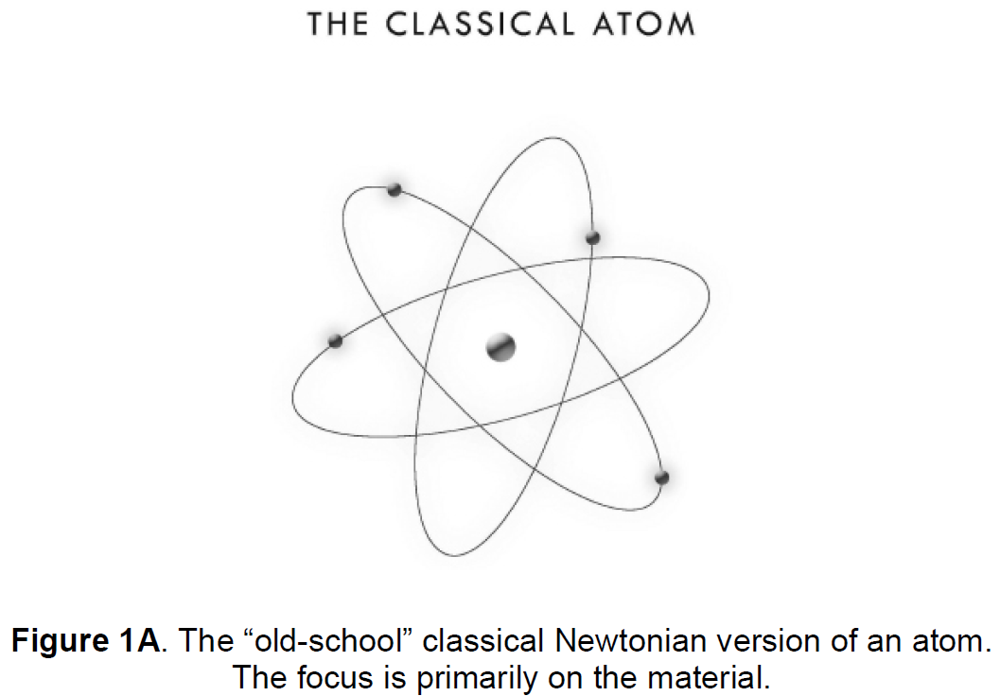 THE CLASSICAL ATOM
Figure 1A. The “old-school” classical Newtonian version of an atom.
The focus is primarily on the material.